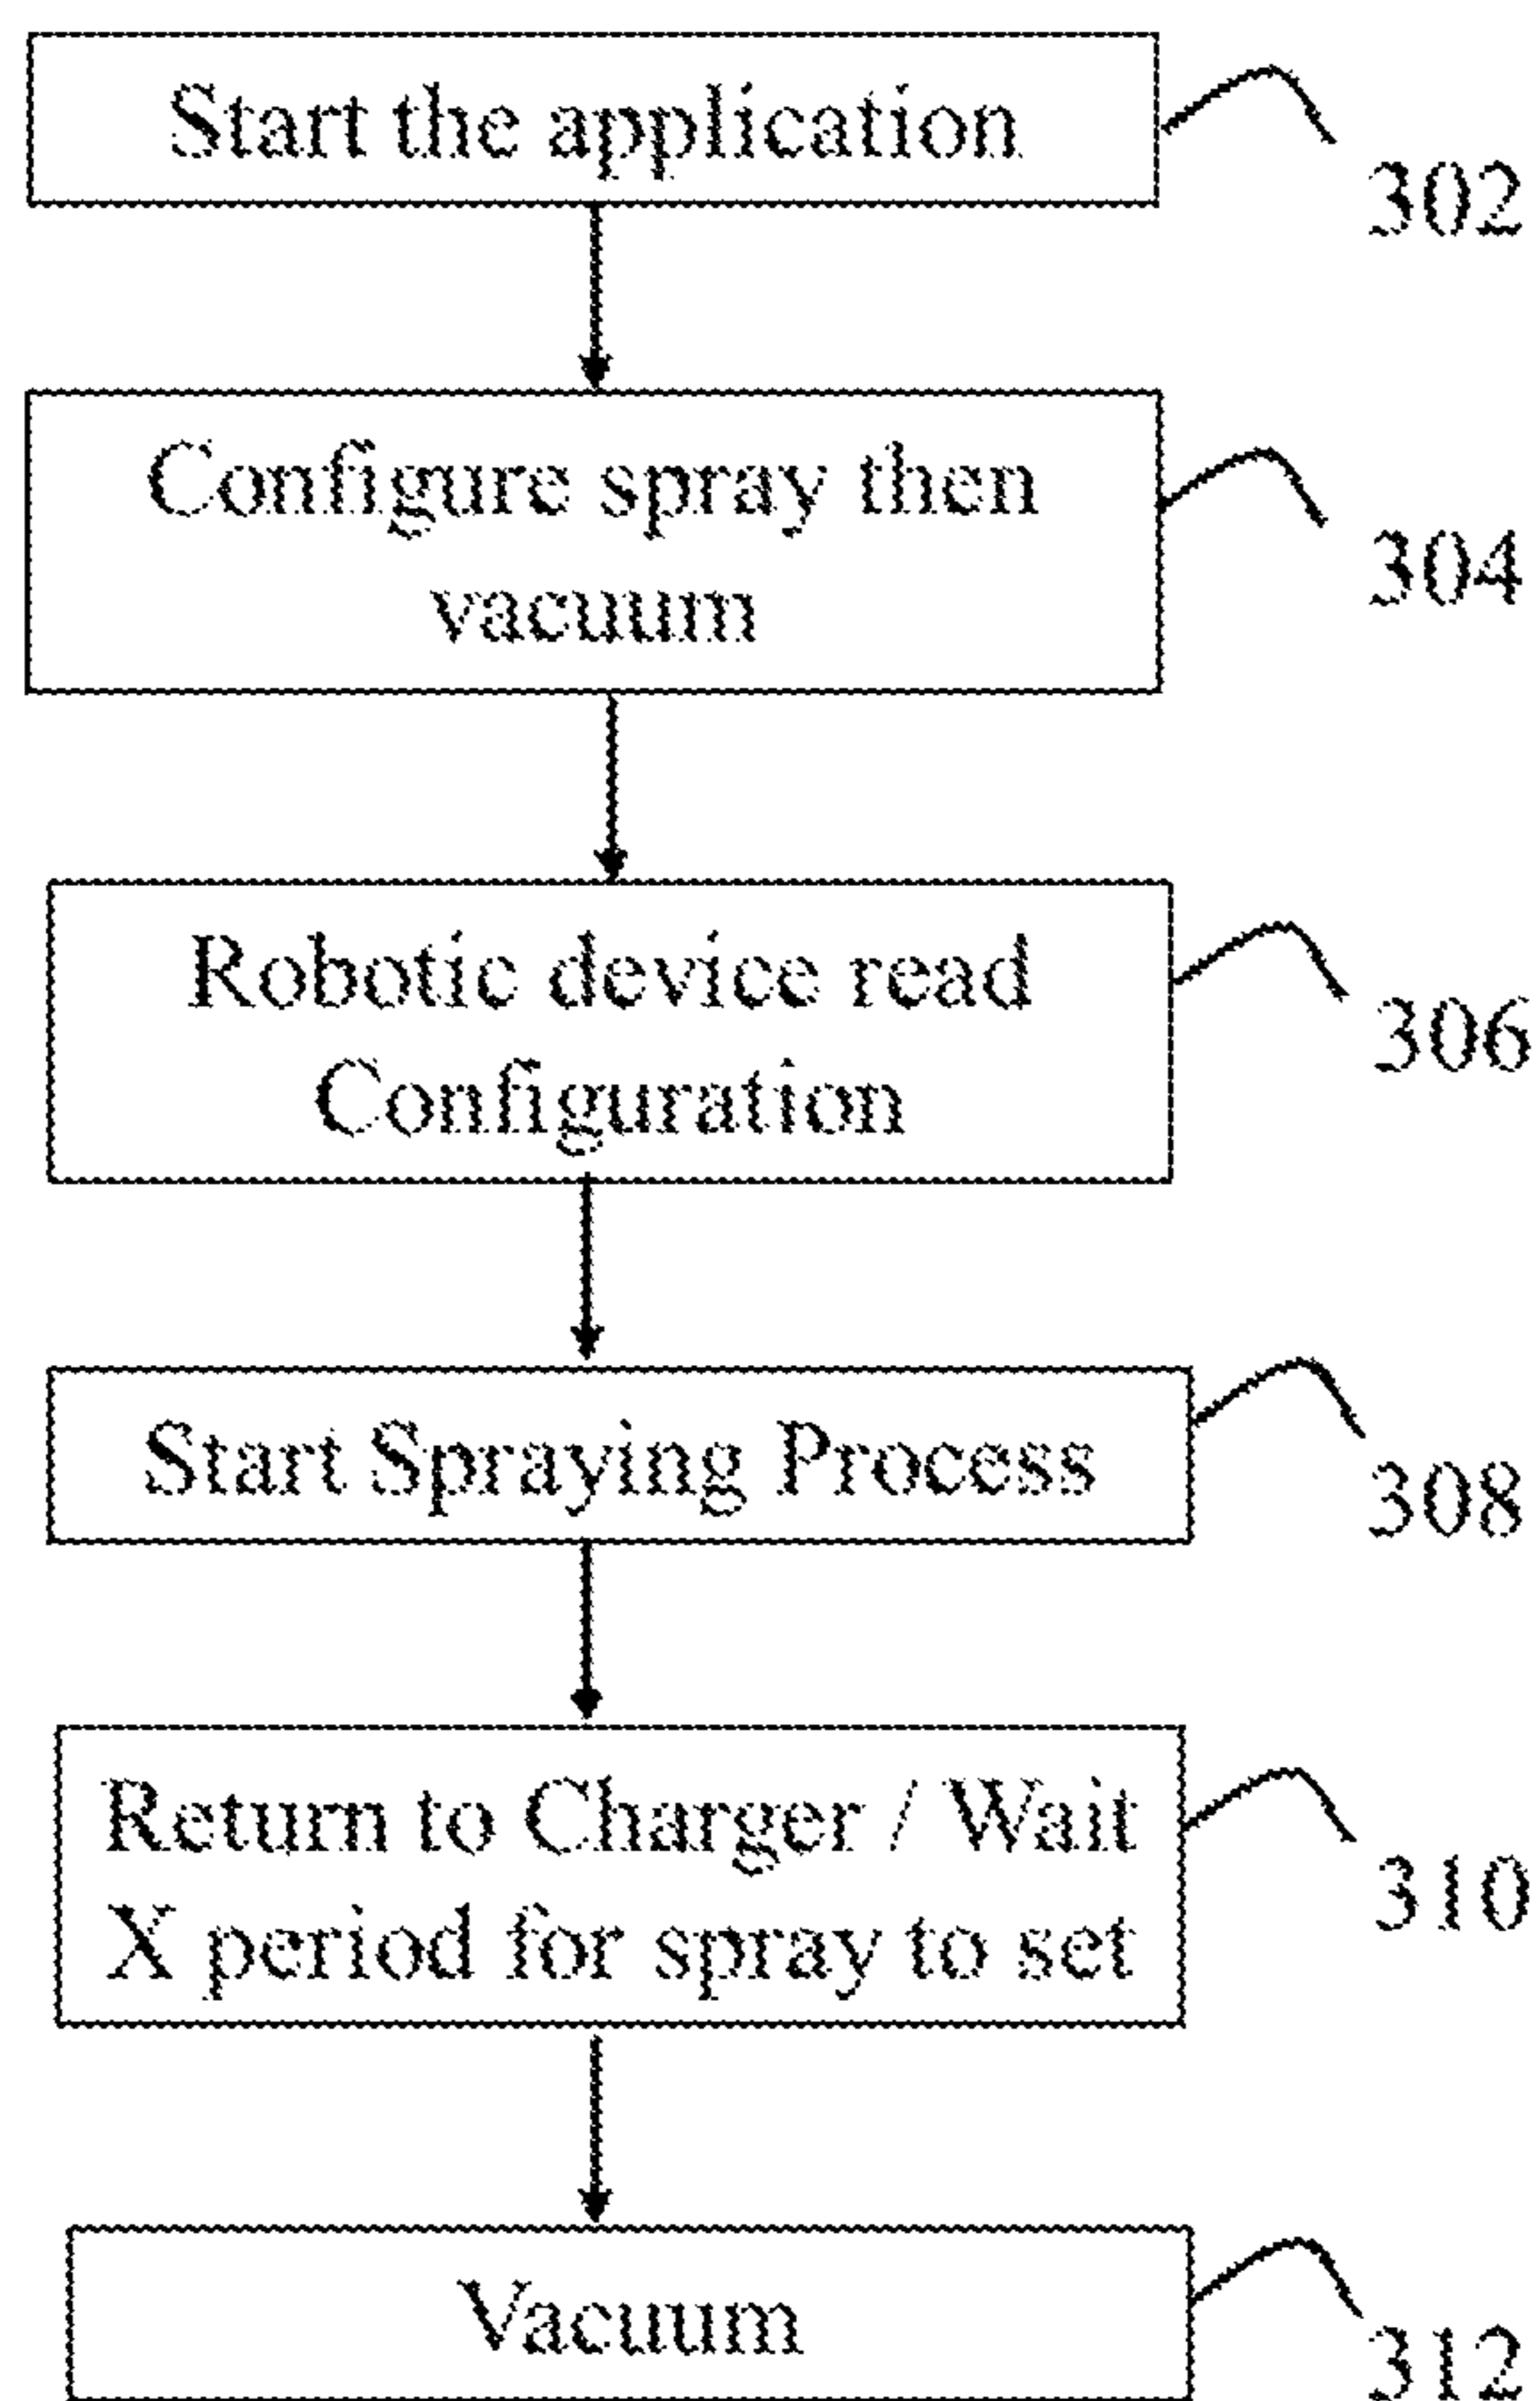 Start the application
302
Configure spray then
vacuum
304
Robotic device read
Configuration
306
Start Spraying Process
308
Return to Charger / Wait
X period for spray to set
310
Vacuum
312